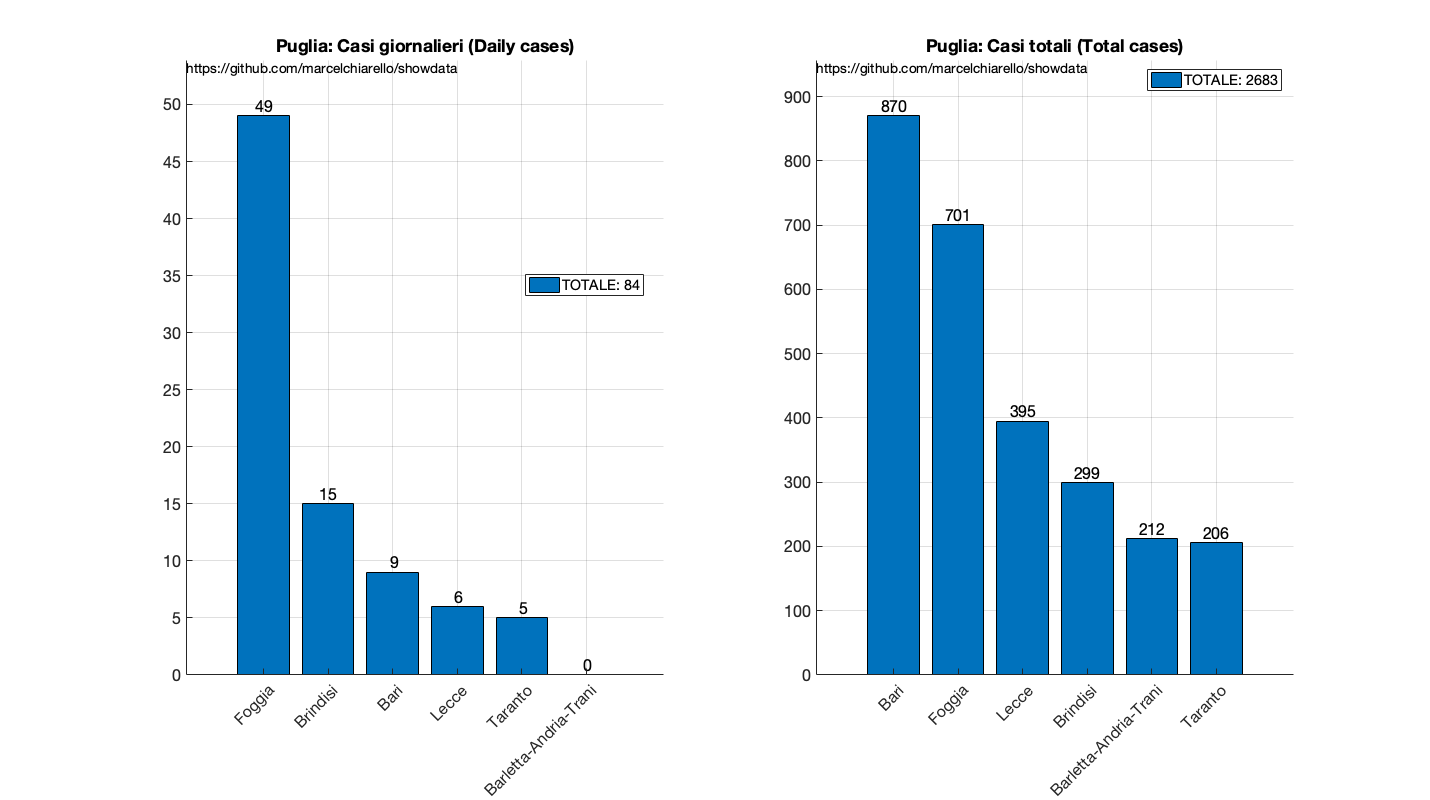 Puglia: Casi giornalieri (Daily cases)
https://github.com/marcelchiarello/showdata
50
45
40
35
30
25
20
15
10
5
0
49
15
9
6
5
0
TOTALE: 84
Foggia
Brindisi
Bari
Lecce
Taranto
Barletta-Andria-Trani
Puglia: Casi totali (Total cases)
https://github.com/marcelchiarello/showdata
TOTALE: 2683
900
800
700
600
500
400
300
200
100
0
870
701
395
299
212
206
Bari
Foggia
Lecce
Brindisi
Barletta-Andria-Trani
Taranto